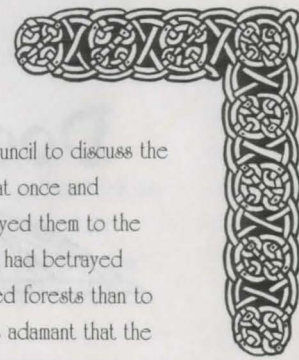 uncil to discuss the
at once and
yed them to the
had betrayed
ed forests than to
s adamant that the